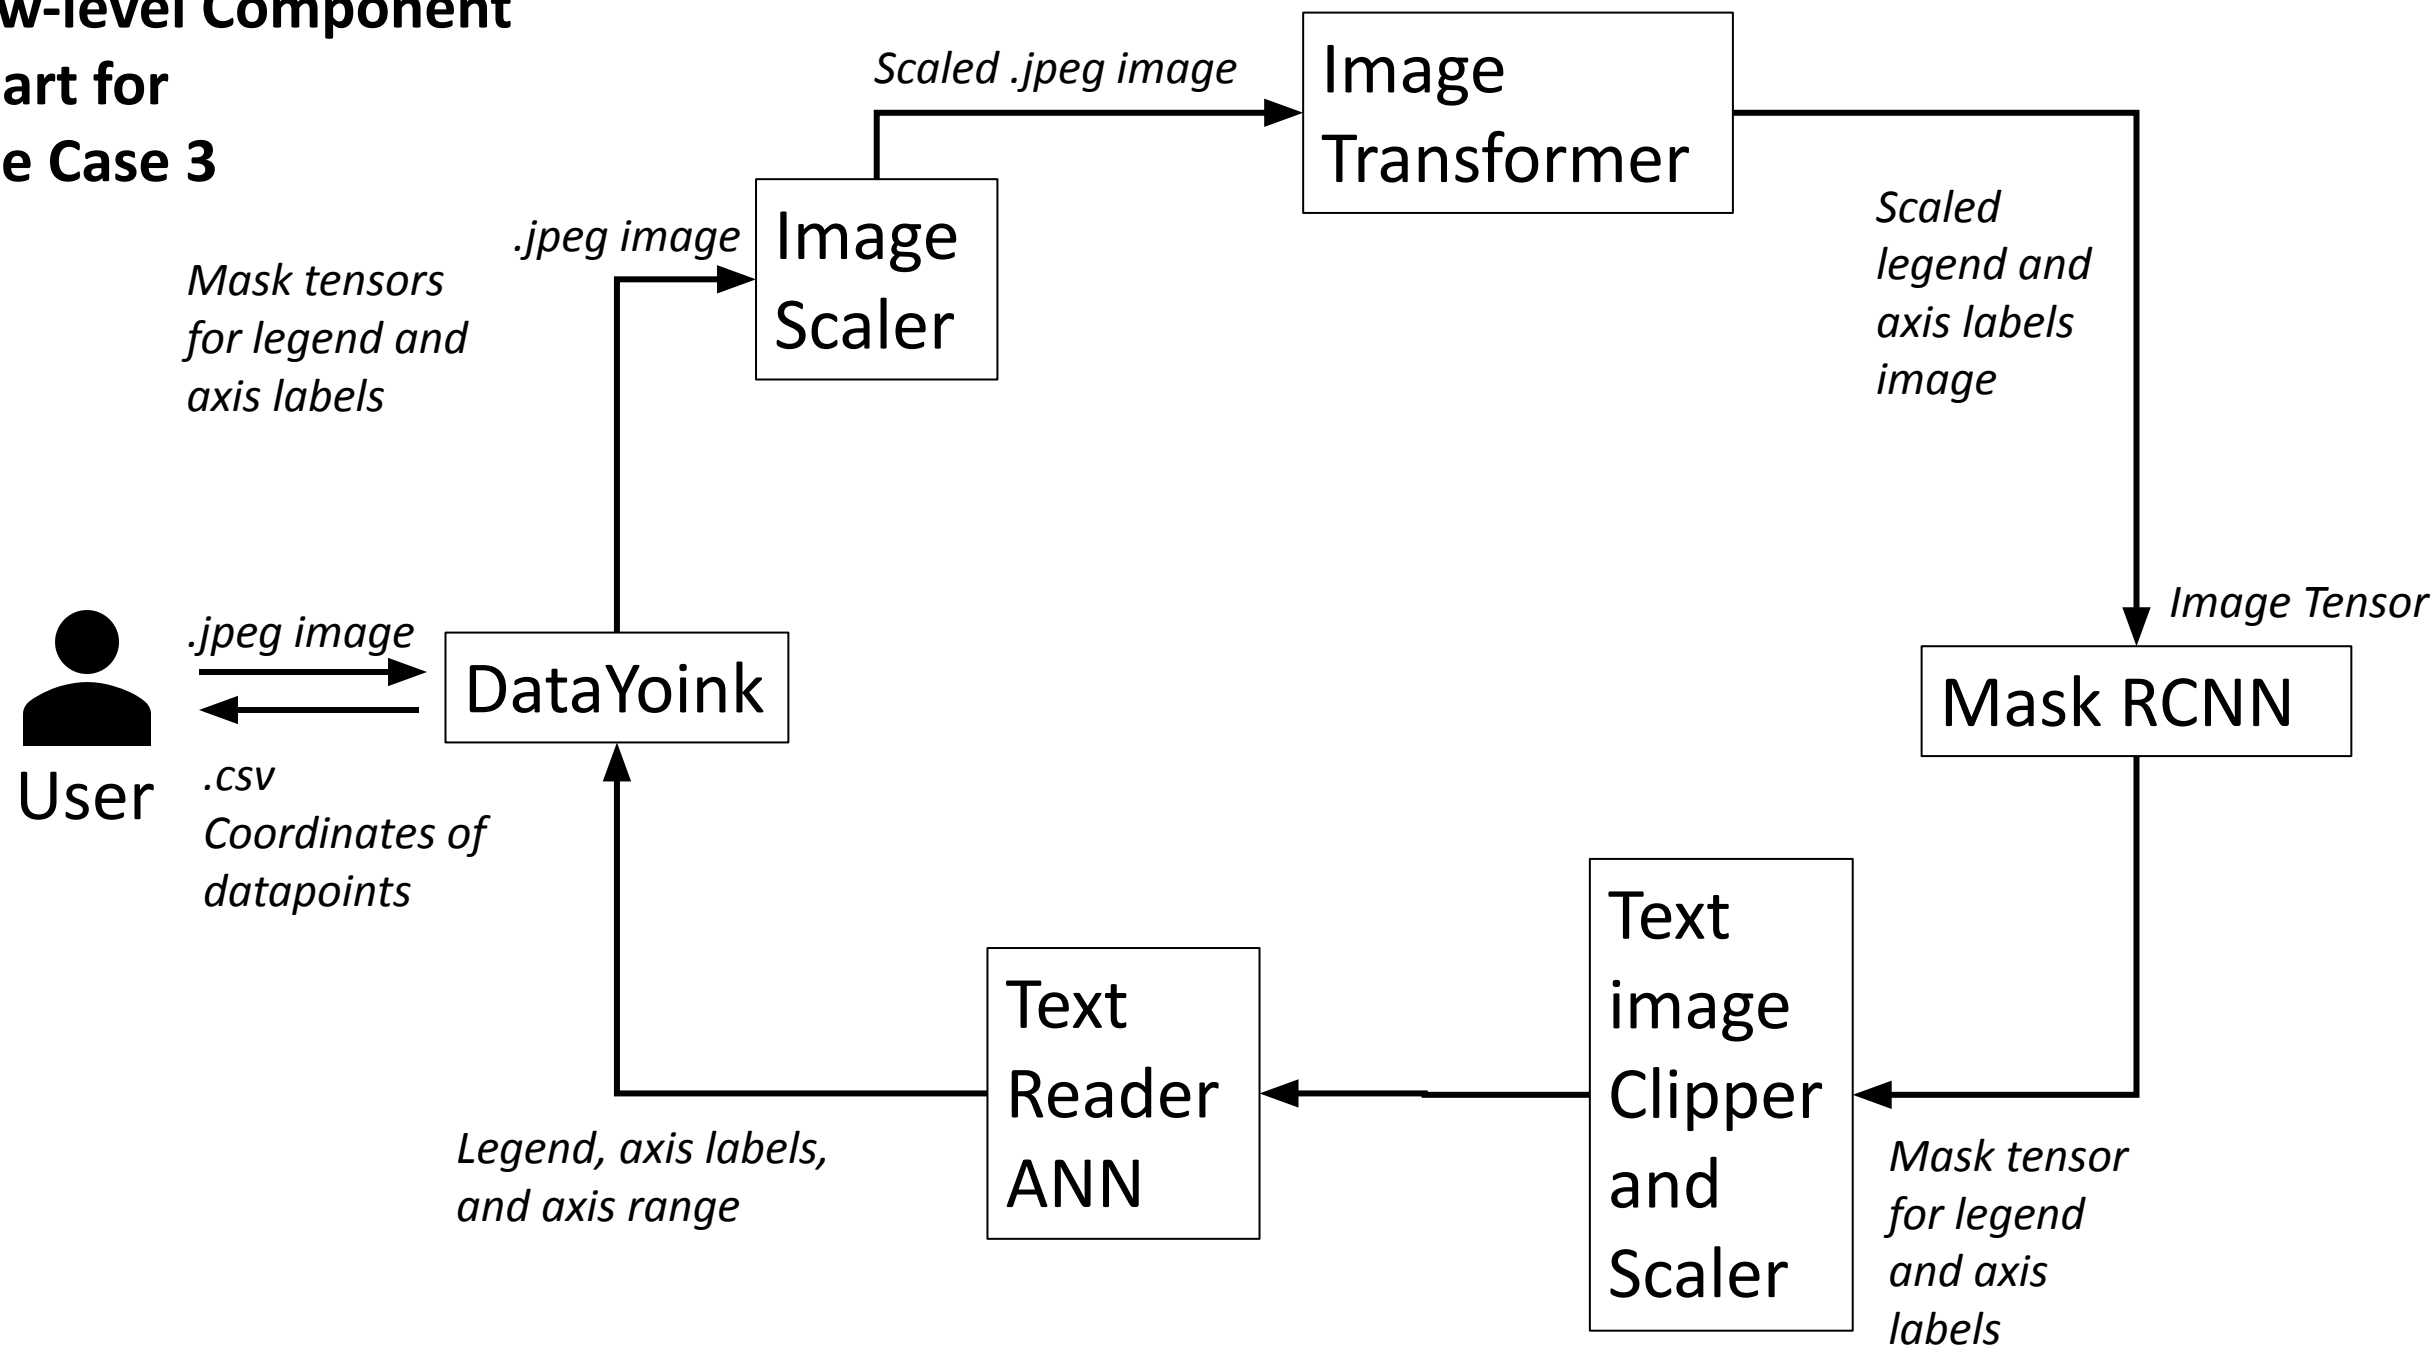 w-level Component
art for
e Case 3
Scaled .jpeg image
Image
Transformer
.jpeg image
Image
Scaler
Scaled
legend and
axis labels
image
Mask tensors
for legend and
axis labels
Image Tensor
.jpeg image
DataYoink
Mask RCNN
User
.csv
Coordinates of
datapoints
Text
image
Clipper
and
Scaler
Text
Reader
ANN
Legend, axis labels,
and axis range
Mask tensor
for legend
and axis
labels